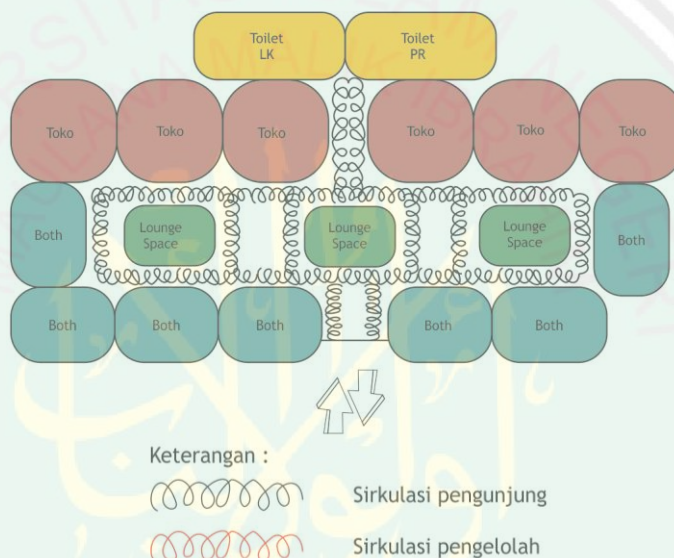 Toilet LK
Toilet PR
Toko
Toko
Toko
Toko
Toko
Toko
Both
Lounge Space
Lounge Space
Lounge Space
Both
Both
Both
Both
Both
Both
Keterangan :
Sirkulasi pengunjung
Sirkulasi pengelolah